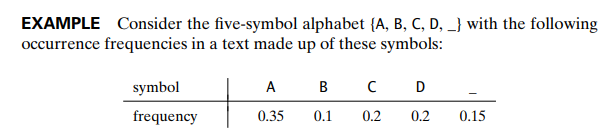 EXAMPLE Consider the five-symbol alphabet {A, B, C, D, _} with the following
occurrence frequencies in a text made up of these symbols:
symbol A B C D _
frequency 0.35 0.1 0.2 0.2 0.15